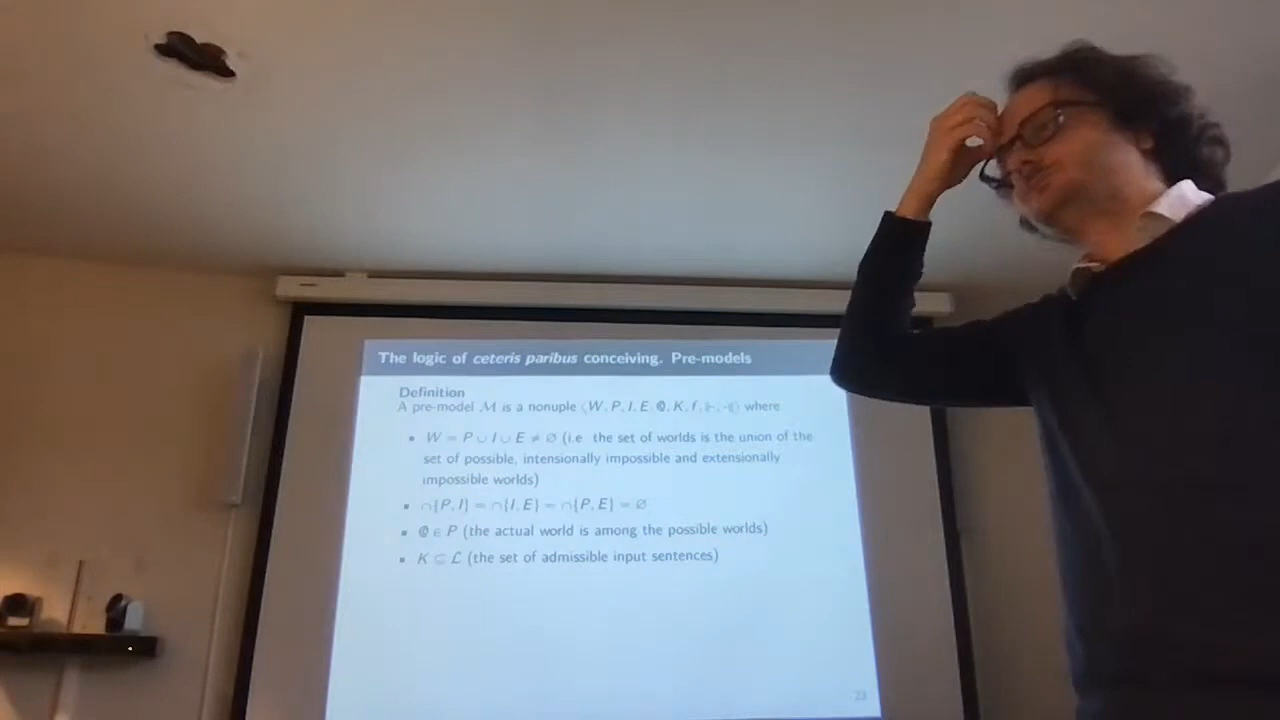 The logic of ceteris paribus conceiving. Pre-models
Definition
A pre-model ℳ is a nonuple ⟨W, P, I, E, @, K, f, ⊩, ⫣⟩ where
▪ W = P ∪ I ∪ E ≠ ∅ (i.e. the set of worlds is the union of the
set of possible, intensionally impossible and extensionally
impossible worlds)
▪ ∩{P, I} = ∩{I, E} = ∩{P, E} = ∅
▪ @ ∈ P (the actual world is among the possible worlds)
▪ K ⊆ ℒ (the set of admissible input sentences)
23